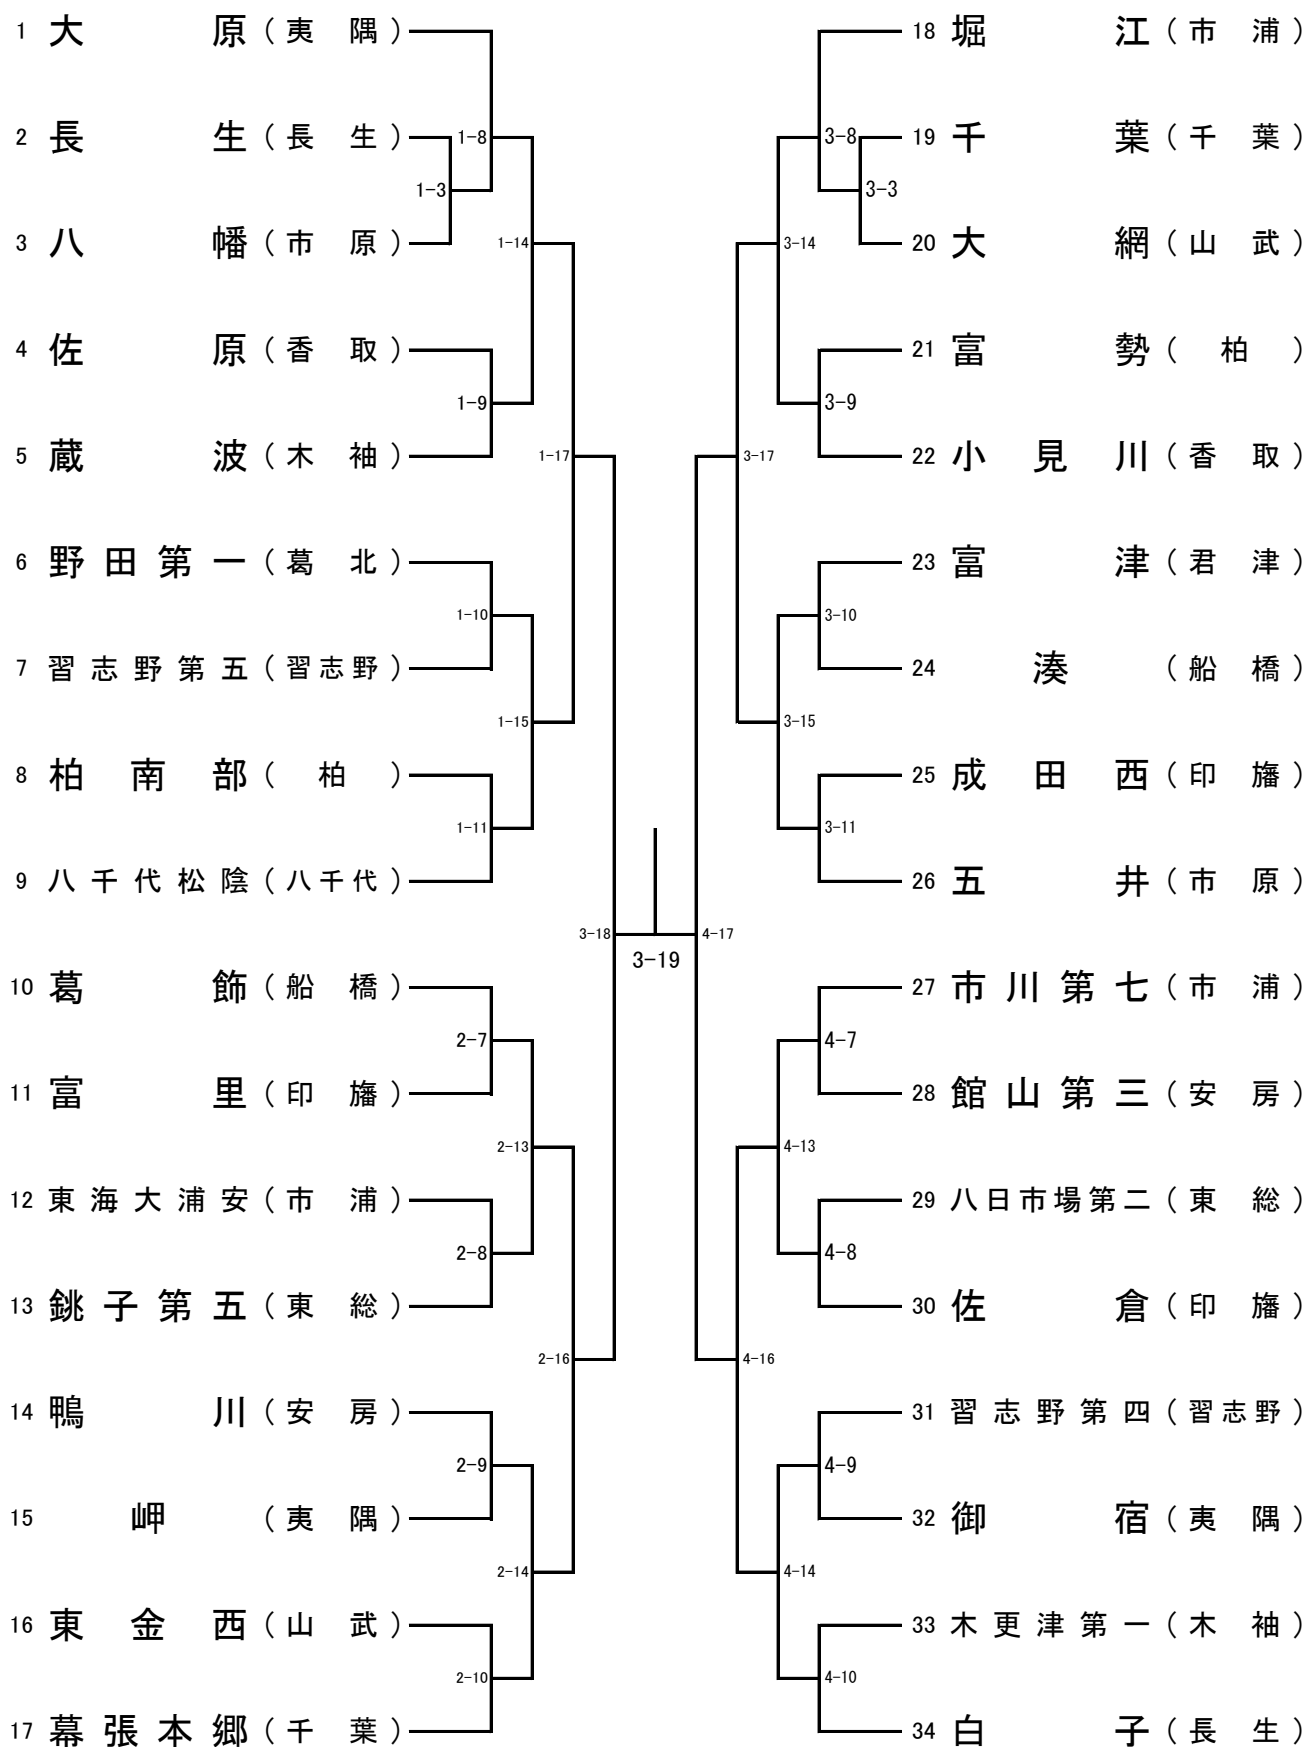 1 大原（夷隅）
2 長生（長生）
1-8
1-3
3 八幡（市原）
1-14
4 佐原（香取）
1-9
5 蔵波（木袖）
1-17
6 野田第一（葛北）
1-10
7 習志野第五（習志野）
1-15
8 柏南部（柏）
1-11
9 八千代松陰（八千代）
3-18
10 葛飾（船橋）
2-7
11 富里（印旛）
2-13
12 東海大浦安（市浦）
2-8
13 銚子第五（東総）
2-16
14 鴨川（安房）
2-9
15 岬（夷隅）
2-14
16 東金西（山武）
2-10
17 幕張本郷（千葉）
3-19
18 堀江（市浦）
3-8
19 千葉（千葉）
3-3
3-14
20 大網（山武）
21 富勢（柏）
3-9
3-17
22 小見川（香取）
23 富津（君津）
3-10
24 湊（船橋）
3-15
25 成田西（印旛）
3-11
26 五井（市原）
4-17
27 市川第七（市浦）
4-7
28 館山第三（安房）
4-13
29 八日市場第二（東総）
4-8
30 佐倉（印旛）
4-16
31 習志野第四（習志野）
4-9
32 御宿（夷隅）
4-14
33 木更津第一（木袖）
4-10
34 白子（長生）